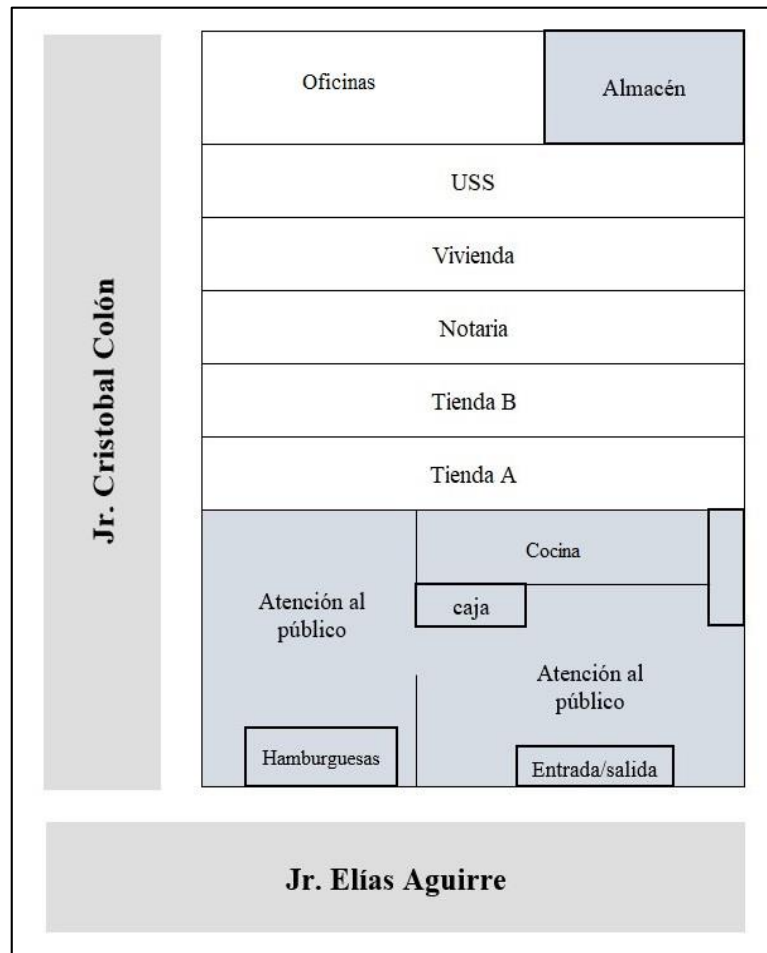 Oficinas
Almacén
USS
Vivienda
Notaria
Tienda B
Tienda A
Cocina
caja
Atención al
público
Atención al
público
Hamburguesas
Entrada/salida
Jr. Cristobal Colón
Jr. Elías Aguirre